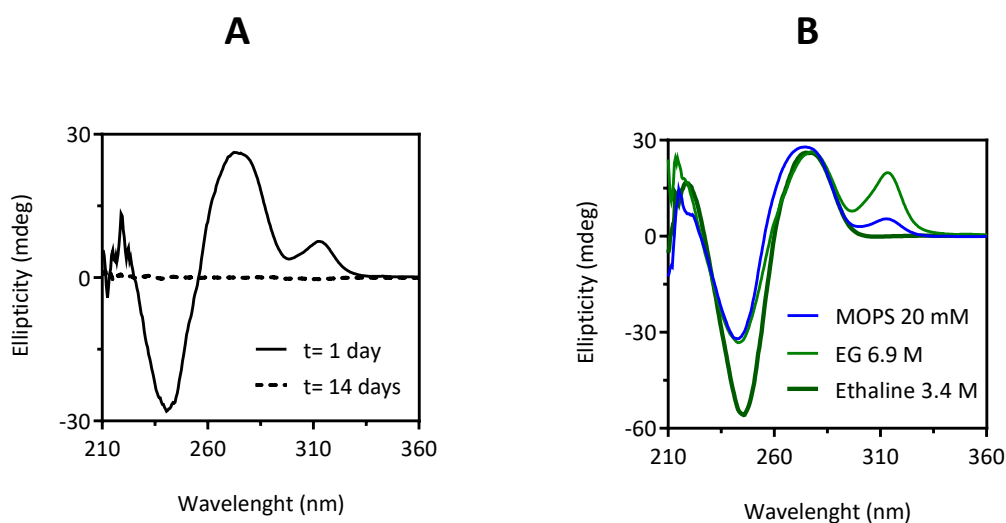 A
30
0
-30
210
260
310
360
Ellipticity (mdeg)
Wavelenght (nm)
t= 1 day
t= 14 days
B
30
0
-30
-60
210
260
310
360
Ellipticity (mdeg)
Wavelenght (nm)
MOPS 20 mM
EG 6.9 M
Ethaline 3.4 M